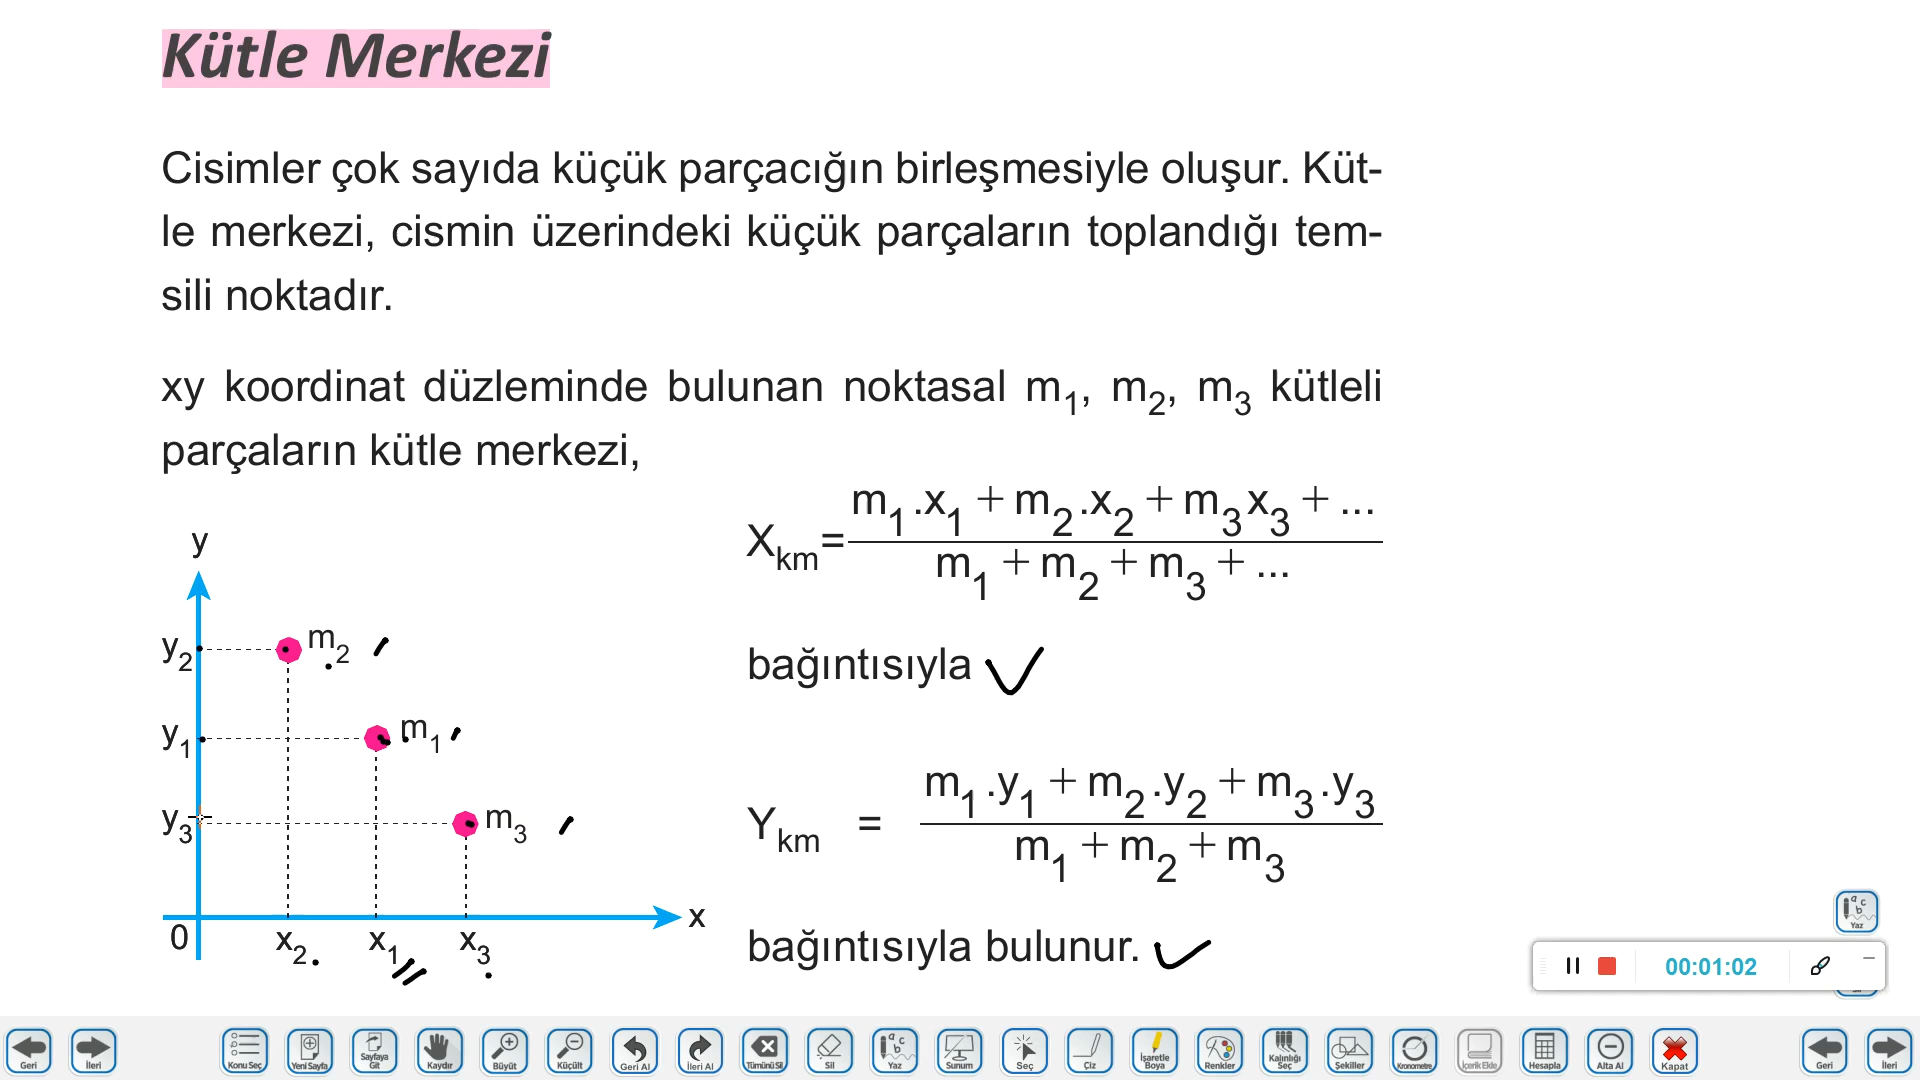 Kütle Merkezi
Cisimler çok sayıda küçük parçacığın birleşmesiyle oluşur. Küt-
le merkezi, cismin üzerindeki küçük parçaların toplandığı tem-
sili noktadır.
xy koordinat düzleminde bulunan noktasal m₁, m₂, m₃ kütleli
parçaların kütle merkezi,
y
y₂
m₂
y₁
m₁
y₃
m₃
0
x₂
x₁
x₃
x
m₁.x₁+m₂.x₂+m₃x₃+...
Xkm=
m₁+m₂+m₃+...
bağıntısıyla
m₁.y₁+m₂.y₂+m₃.y₃
Ykm =
m₁+m₂+m₃
bağıntısıyla bulunur.
a b c
Yaz
00:01:02
Geri
İleri
Konu Seç
Yeni Sayfa
Sayfaya Git
Kaydır
Büyüt
Küçült
Geri Al
İleri Al
Tümünü Sil
Sil
a b c
Yaz
Sunum
Seç
Çiz
İşaretle Boya
Renkler
Kalınlığı Seç
Şekiller
Kronometre
İçerik Ekle
Hesapla
Alta Al
Kapat
Geri
İleri